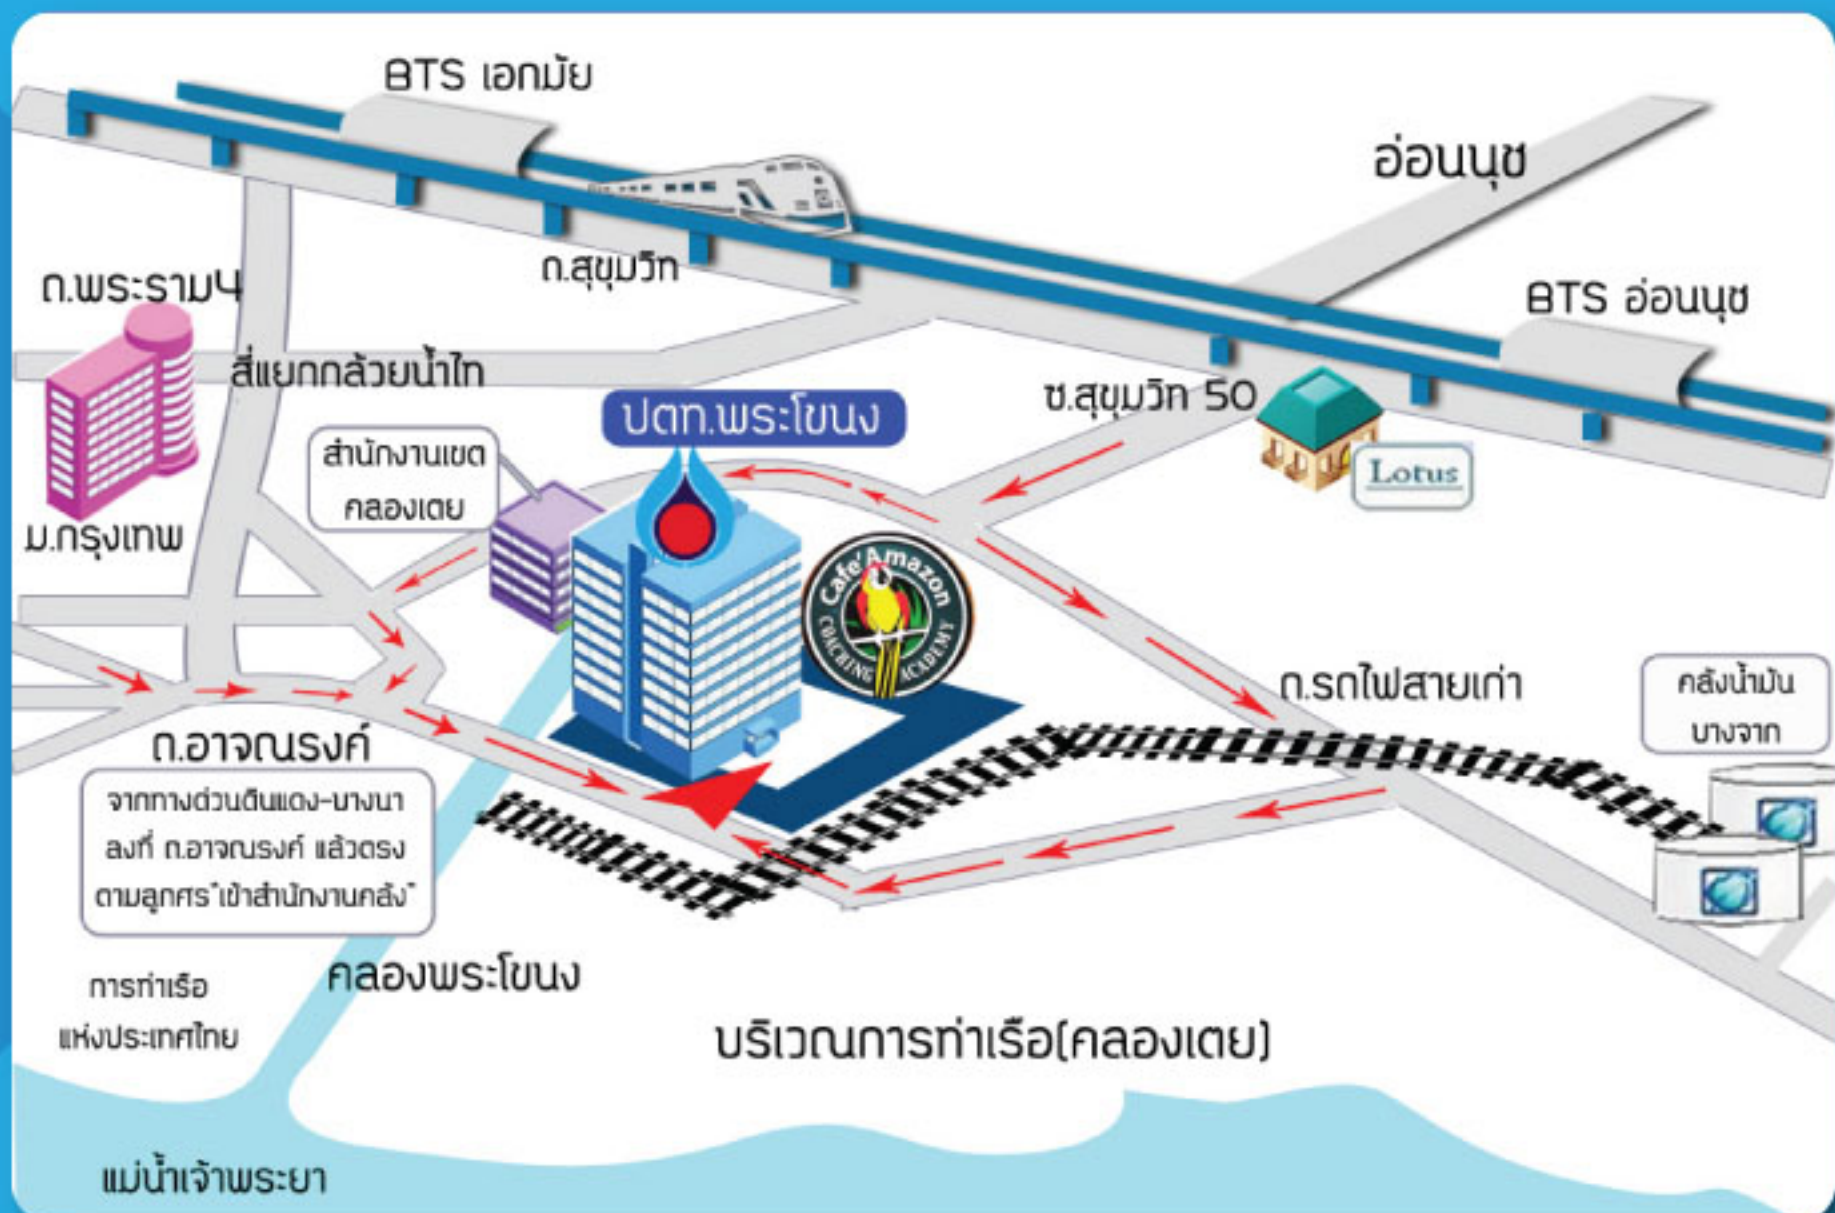 BTS เอกมัย
อ่อนนุช
ถ.สุขุมวิท
ถ.พระราม4
BTS อ่อนนุช
สี่แยกกล้วยน้ำไท
ซ.สุขุมวิท 50
ปตท.พระโขนง
สำนักงานเขต
คลองเตย
Lotus
ม.กรุงเทพ
Cafe' Amazon
COACHING ACADEMY
ถ.รถไฟสายเก่า
คลังน้ำมัน
บางจาก
ถ.อาจณรงค์
จากทางด่วนดินแดง-บางนา
ลงที่ ถ.อาจณรงค์ แล้วตรง
ตามลูกศร"เข้าสำนักงานคลัง"
คลองพระโขนง
การท่าเรือ
แห่งประเทศไทย
บริเวณการท่าเรือ(คลองเตย)
แม่น้ำเจ้าพระยา